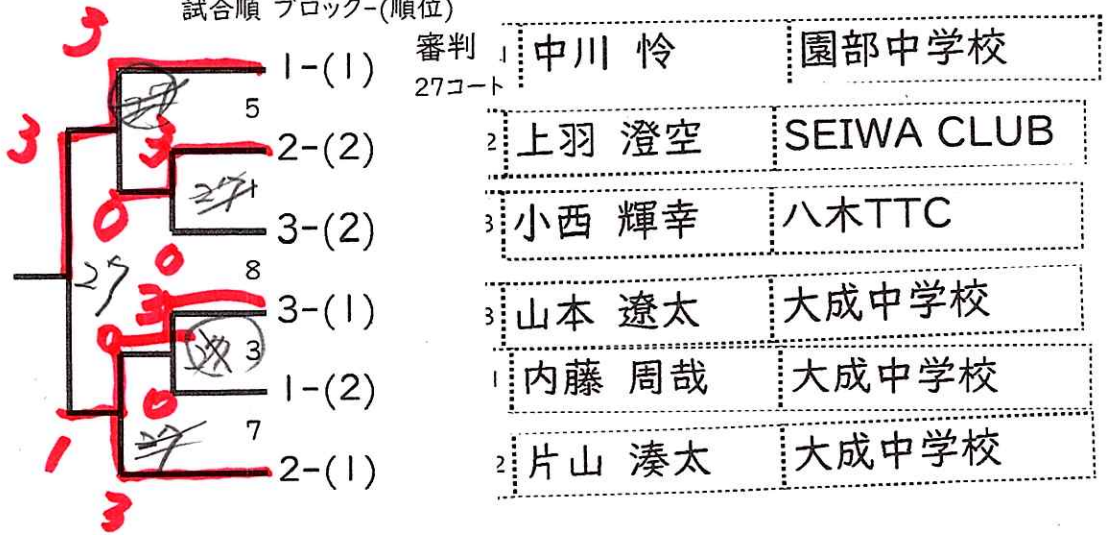 試合順 ブロック-(順位)
3
1-(1) 審判 1 中川 怜 園部中学校
27コート
27 5
3 3 2-(2) 2 上羽 澄空 SEIWA CLUB
27 1
0 3-(2) 3 小西 輝幸 八木TTC
0
27 8
3 3-(1) 3 山本 遼太 大成中学校
0 3
0 1-(2) 1 内藤 周哉 大成中学校
1 27 7
2-(1) 2 片山 湊太 大成中学校
3